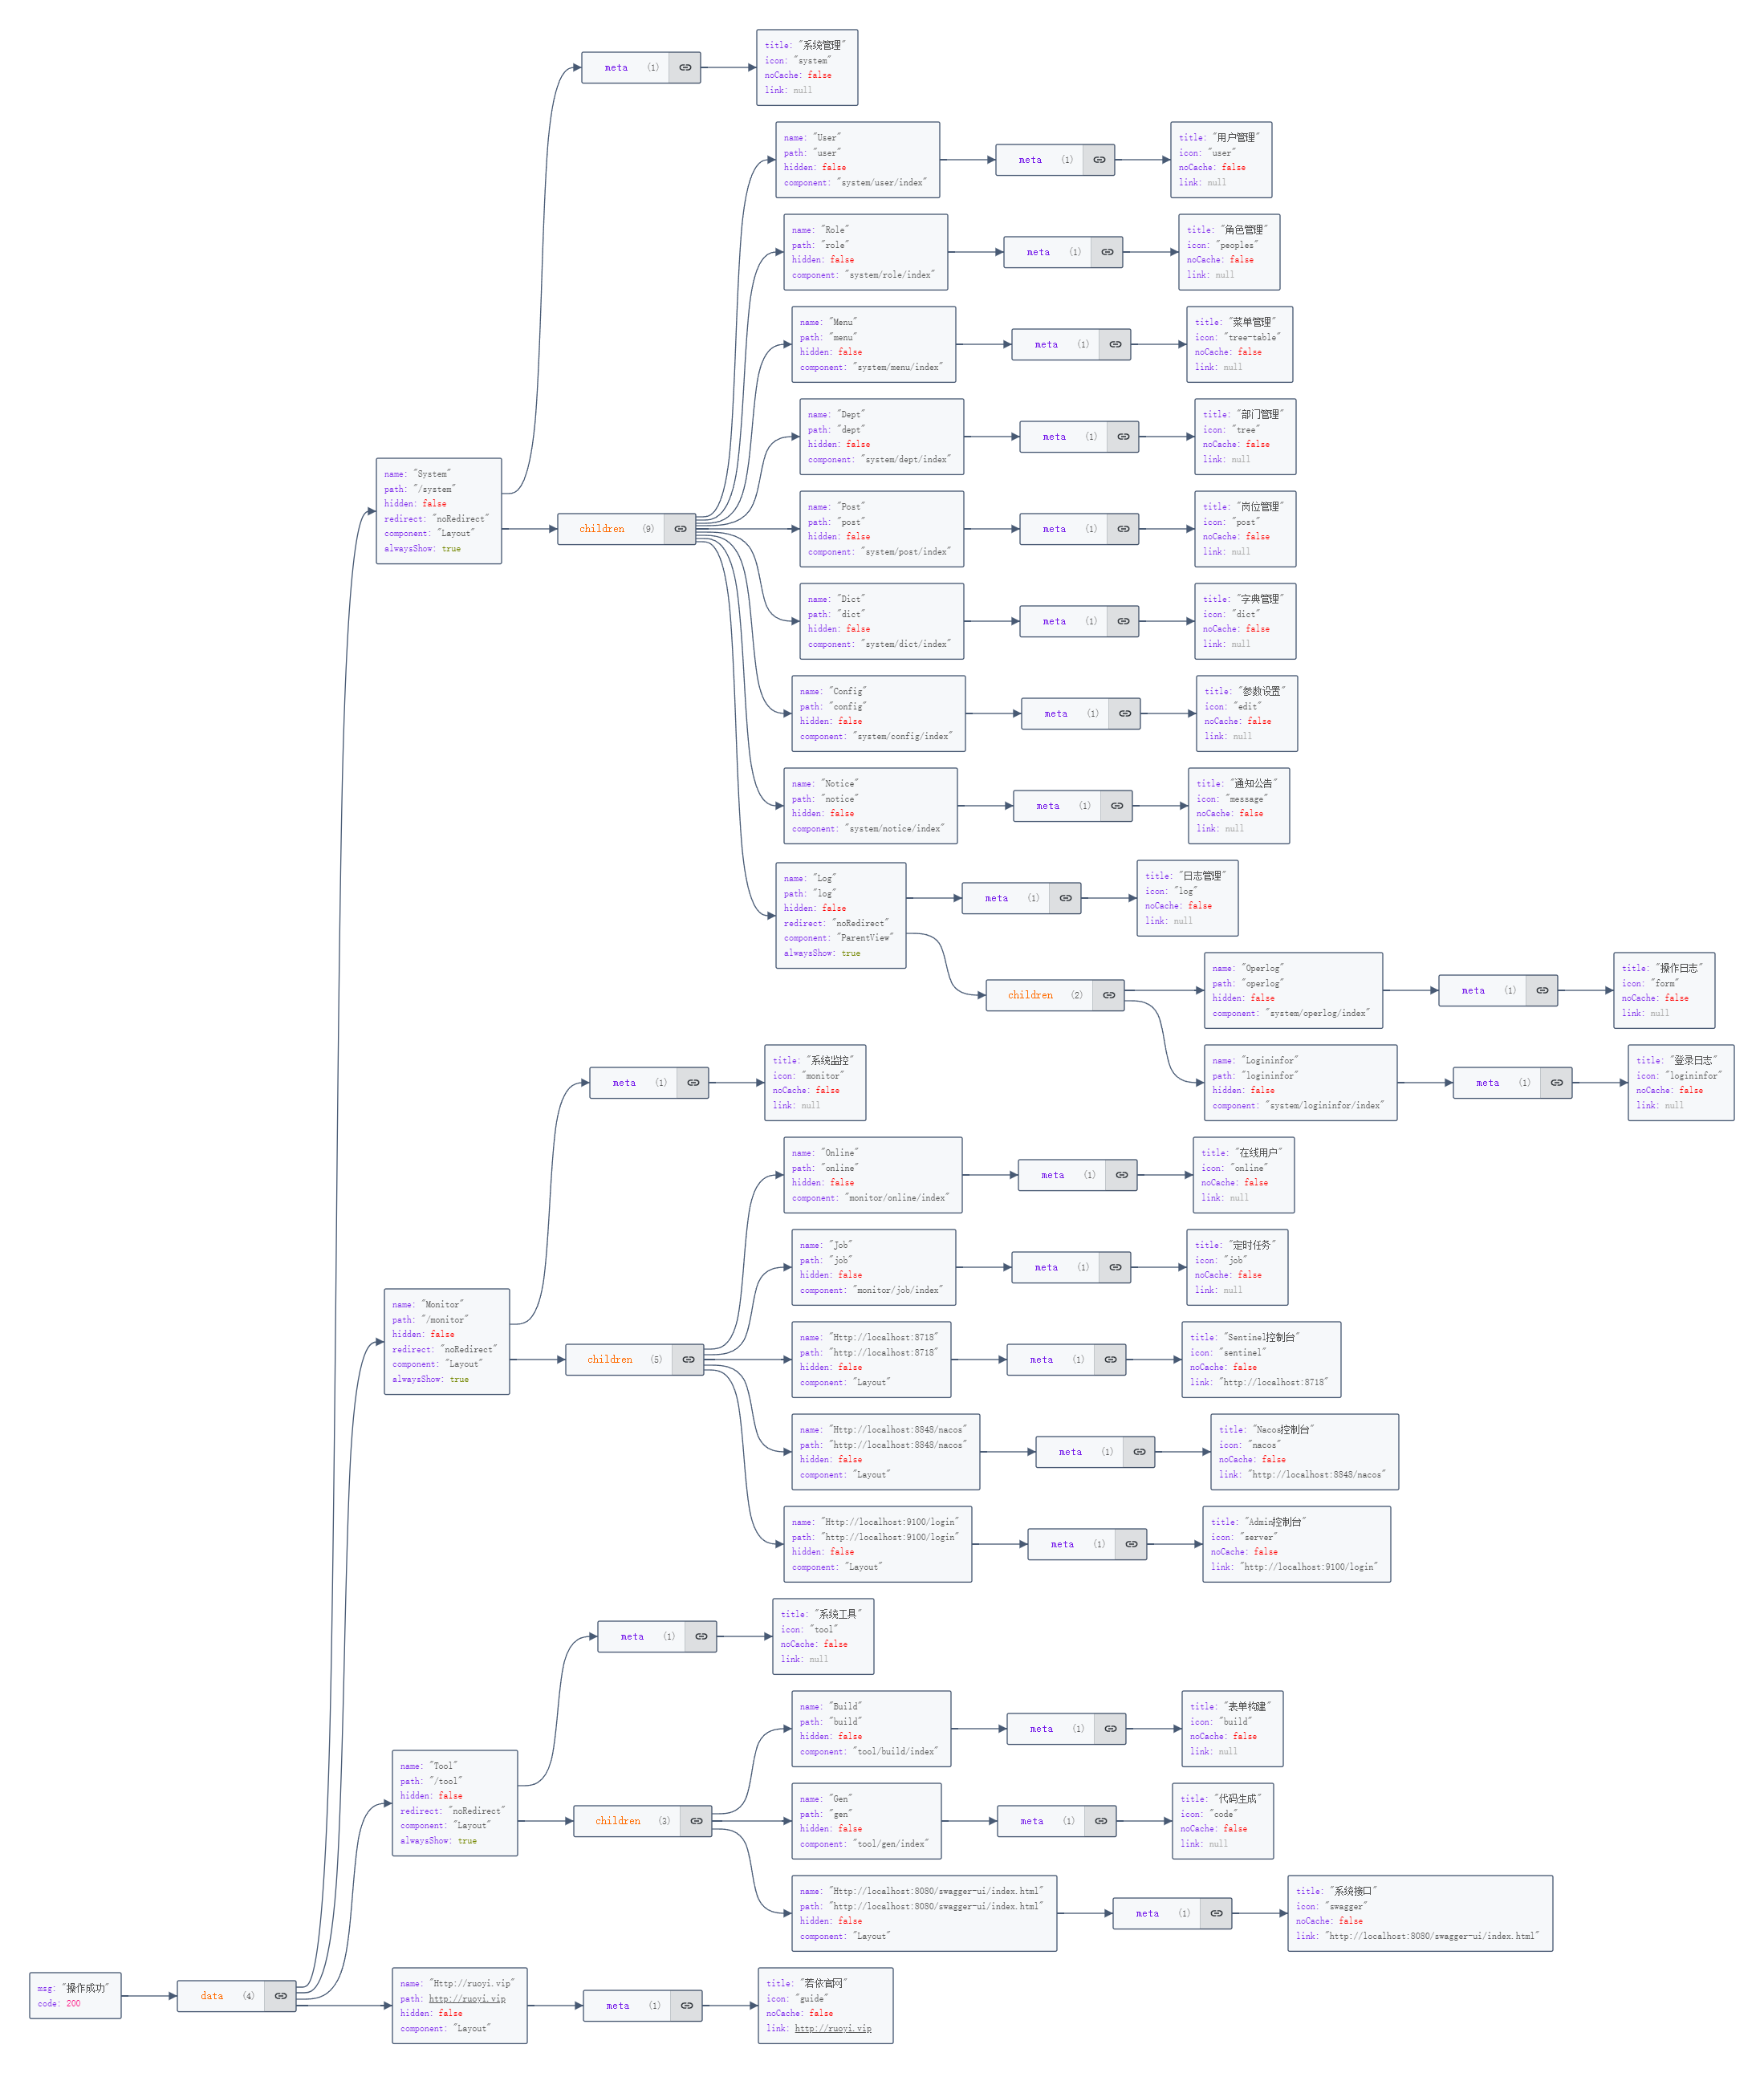 title: "系统管理"
icon: "system"
noCache: false
link: null
meta (1)
name: "User"
path: "user"
hidden: false
component: "system/user/index"
meta (1)
title: "用户管理"
icon: "user"
noCache: false
link: null
name: "Role"
path: "role"
hidden: false
component: "system/role/index"
meta (1)
title: "角色管理"
icon: "peoples"
noCache: false
link: null
name: "Menu"
path: "menu"
hidden: false
component: "system/menu/index"
meta (1)
title: "菜单管理"
icon: "tree-table"
noCache: false
link: null
name: "Dept"
path: "dept"
hidden: false
component: "system/dept/index"
meta (1)
title: "部门管理"
icon: "tree"
noCache: false
link: null
name: "System"
path: "/system"
hidden: false
redirect: "noRedirect"
component: "Layout"
alwaysShow: true
children (9)
name: "Post"
path: "post"
hidden: false
component: "system/post/index"
meta (1)
title: "岗位管理"
icon: "post"
noCache: false
link: null
name: "Dict"
path: "dict"
hidden: false
component: "system/dict/index"
meta (1)
title: "字典管理"
icon: "dict"
noCache: false
link: null
name: "Config"
path: "config"
hidden: false
component: "system/config/index"
meta (1)
title: "参数设置"
icon: "edit"
noCache: false
link: null
name: "Notice"
path: "notice"
hidden: false
component: "system/notice/index"
meta (1)
title: "通知公告"
icon: "message"
noCache: false
link: null
name: "Log"
path: "log"
hidden: false
redirect: "noRedirect"
component: "ParentView"
alwaysShow: true
meta (1)
title: "日志管理"
icon: "log"
noCache: false
link: null
children (2)
name: "Operlog"
path: "operlog"
hidden: false
component: "system/operlog/index"
meta (1)
title: "操作日志"
icon: "form"
noCache: false
link: null
name: "Logininfor"
path: "logininfor"
hidden: false
component: "system/logininfor/index"
meta (1)
title: "登录日志"
icon: "logininfor"
noCache: false
link: null
meta (1)
title: "系统监控"
icon: "monitor"
noCache: false
link: null
name: "Online"
path: "online"
hidden: false
component: "monitor/online/index"
meta (1)
title: "在线用户"
icon: "online"
noCache: false
link: null
name: "Job"
path: "job"
hidden: false
component: "monitor/job/index"
meta (1)
title: "定时任务"
icon: "job"
noCache: false
link: null
name: "Monitor"
path: "/monitor"
hidden: false
redirect: "noRedirect"
component: "Layout"
alwaysShow: true
children (5)
name: "Http://localhost:8718"
path: "http://localhost:8718"
hidden: false
component: "Layout"
meta (1)
title: "Sentinel控制台"
icon: "sentinel"
noCache: false
link: "http://localhost:8718"
name: "Http://localhost:8848/nacos"
path: "http://localhost:8848/nacos"
hidden: false
component: "Layout"
meta (1)
title: "Nacos控制台"
icon: "nacos"
noCache: false
link: "http://localhost:8848/nacos"
name: "Http://localhost:9100/login"
path: "http://localhost:9100/login"
hidden: false
component: "Layout"
meta (1)
title: "Admin控制台"
icon: "server"
noCache: false
link: "http://localhost:9100/login"
meta (1)
title: "系统工具"
icon: "tool"
noCache: false
link: null
name: "Build"
path: "build"
hidden: false
component: "tool/build/index"
meta (1)
title: "表单构建"
icon: "build"
noCache: false
link: null
name: "Tool"
path: "/tool"
hidden: false
redirect: "noRedirect"
component: "Layout"
alwaysShow: true
children (3)
name: "Gen"
path: "gen"
hidden: false
component: "tool/gen/index"
meta (1)
title: "代码生成"
icon: "code"
noCache: false
link: null
name: "Http://localhost:8080/swagger-ui/index.html"
path: "http://localhost:8080/swagger-ui/index.html"
hidden: false
component: "Layout"
meta (1)
title: "系统接口"
icon: "swagger"
noCache: false
link: "http://localhost:8080/swagger-ui/index.html"
msg: "操作成功"
code: 200
data (4)
name: "Http://ruoyi.vip"
path: http://ruoyi.vip
hidden: false
component: "Layout"
meta (1)
title: "若依官网"
icon: "guide"
noCache: false
link: http://ruoyi.vip